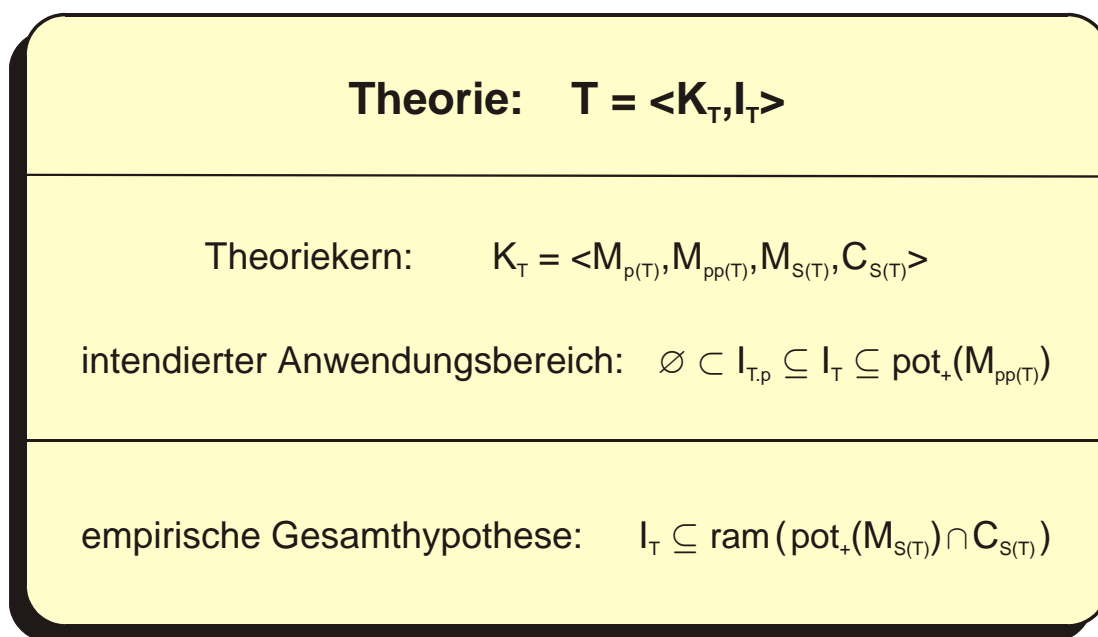 Theorie: T = <K_T,I_T>
Theoriekern: K_T = <M_p(T),M_pp(T),M_S(T),C_S(T)>
intendierter Anwendungsbereich: ∅ ⊂ I_T.p ⊆ I_T ⊆ pot_+(M_pp(T))
empirische Gesamthypothese: I_T ⊆ ram(pot_+(M_S(T))∩C_S(T))